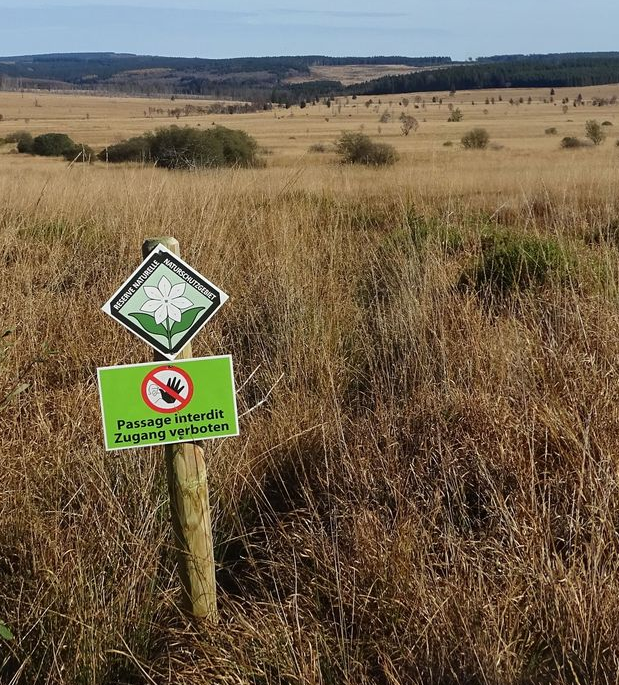 RESERVE NATURELLE
NATURSCHUTZGEBIET
Passage interdit
Zugang verboten